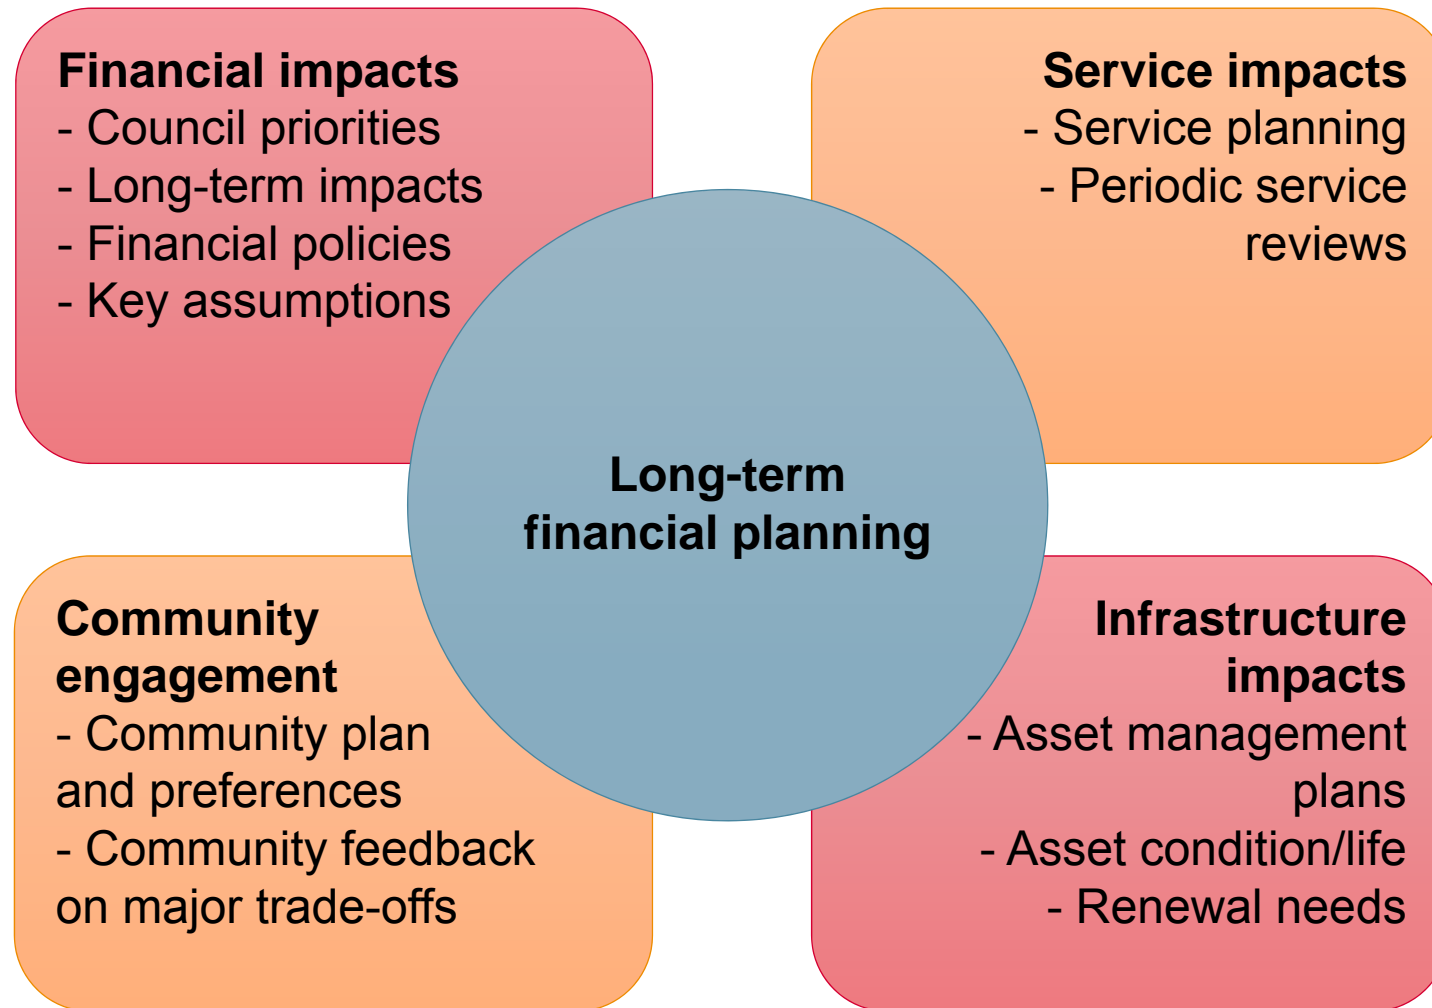 Financial impacts
- Council priorities
- Long-term impacts
- Financial policies
- Key assumptions
Service impacts
- Service planning
- Periodic service
reviews
Long-term
financial planning
Community
engagement
- Community plan
and preferences
- Community feedback
on major trade-offs
Infrastructure
impacts
- Asset management
plans
- Asset condition/life
- Renewal needs